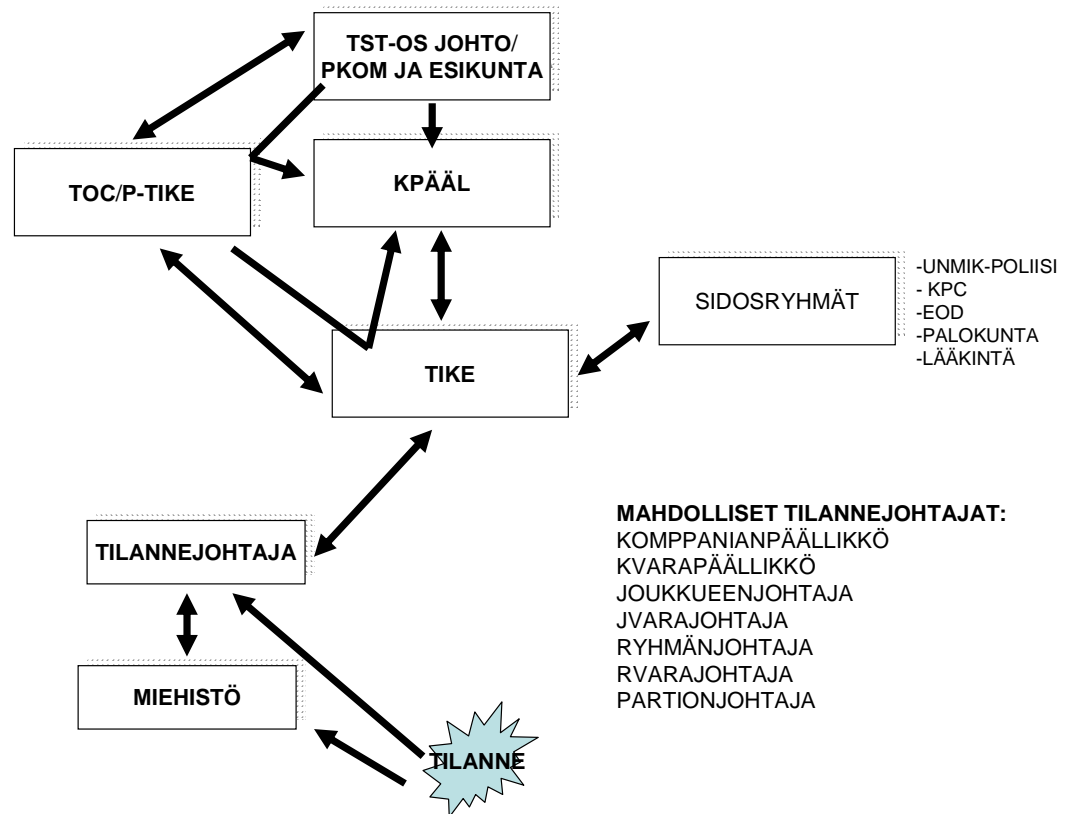 TST-OS JOHTO/
PKOM JA ESIKUNTA
TOC/P-TIKE
KPÄÄL
SIDOSRYHMÄT
-UNMIK-POLIISI
- KPC
-EOD
-PALOKUNTA
-LÄÄKINTÄ
TIKE
TILANNEJOHTAJA
MIEHISTÖ
TILANNE
MAHDOLLISET TILANNEJOHTAJAT:
KOMPPANIANPÄÄLLIKKÖ
KVARAPÄÄLLIKKÖ
JOUKKUEENJOHTAJA
JVARAJOHTAJA
RYHMÄNJOHTAJA
RVARAJOHTAJA
PARTIONJOHTAJA